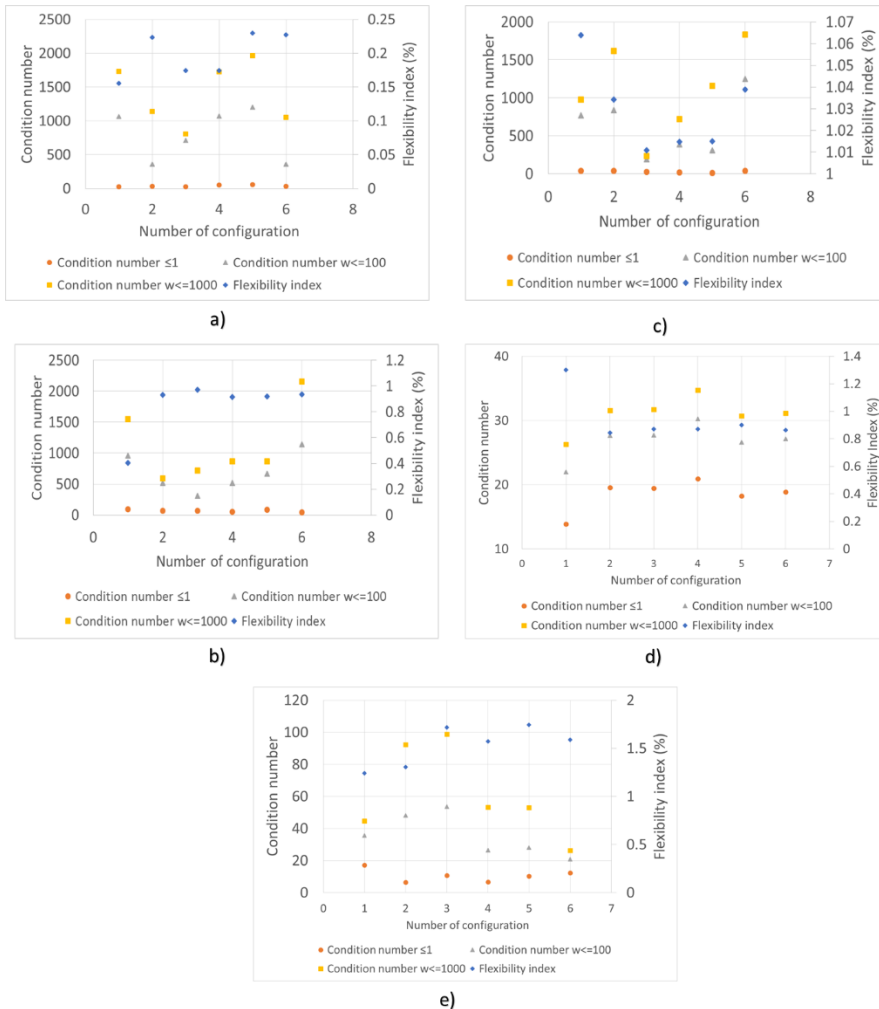 2500
2000
1500
1000
500
0
Condition number
0.25
0.2
0.15
0.1
0.05
0
Flexibility index (%)
0 2 4 6 8
Number of configuration
Condition number ≤1
Condition number w<=100
Condition number w<=1000
Flexibility index
a)
2000
1500
1000
500
0
Condition number
1.07
1.06
1.05
1.04
1.03
1.02
1.01
1
Flexibility index (%)
0 2 4 6 8
Number of configuration
Condition number ≤1
Condition number w<=100
Condition number w<=1000
Flexibility index
c)
2500
2000
1500
1000
500
0
Condition number
1.2
1
0.8
0.6
0.4
0.2
0
Flexibility index (%)
0 2 4 6 8
Number of configuration
Condition number ≤1
Condition number w<=100
Condition number w<=1000
Flexibility index
b)
40
30
20
10
Condition number
1.4
1.2
1
0.8
0.6
0.4
0.2
0
Flexibility Index (%)
0 1 2 3 4 5 6 7
Number of configuration
Condition number ≤1
Condition number w<=100
Condition number w<=1000
Flexibility index
d)
120
100
80
60
40
20
0
Condition number
2
1.5
1
0.5
0
Flexibility index (%)
0 1 2 3 4 5 6 7
Number of configuration
Condition number ≤1
Condition number w<=100
Condition number w<=1000
Flexibility index
e)